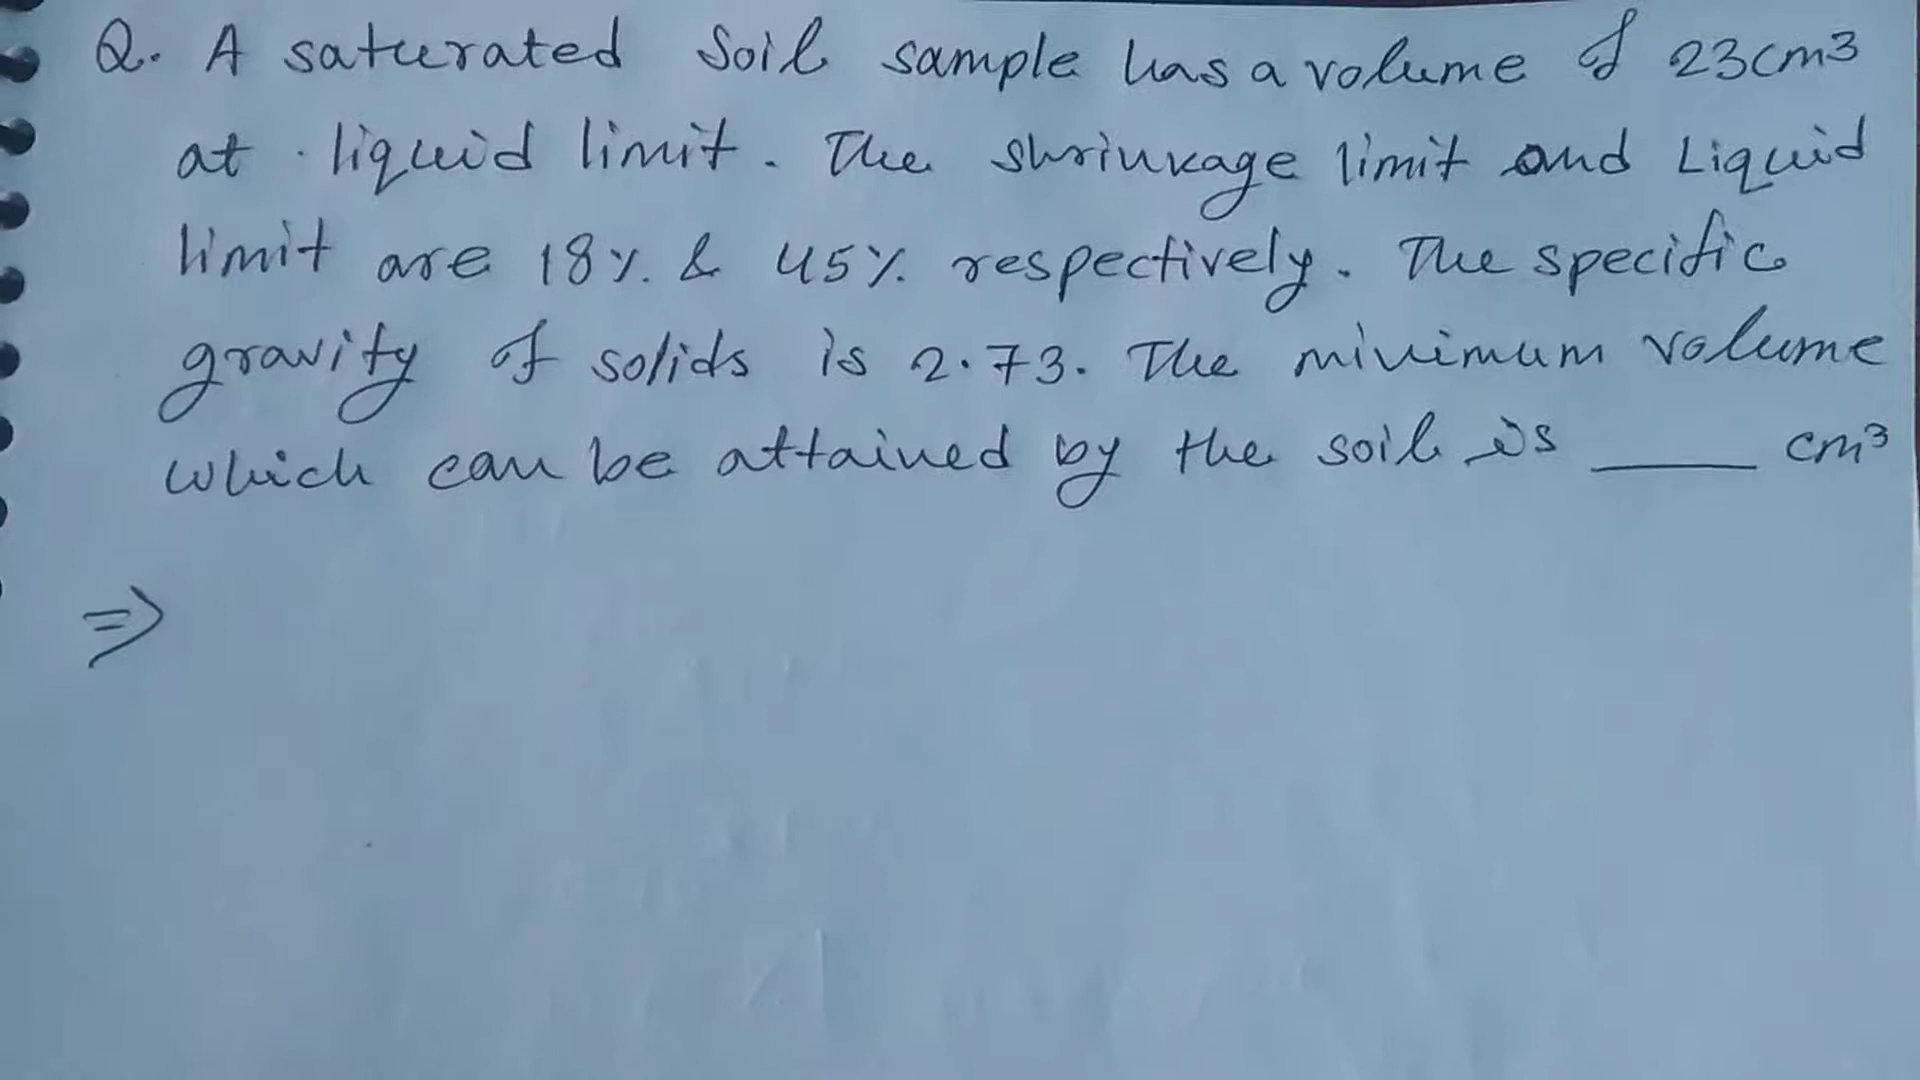 Q. A saturated soil sample has a volume of 23cm3
at liquid limit. The shrinkage limit and Liquid
limit are 18%. & 45% respectively. The specific
gravity of solids is 2.73. The minimum volume
which can be attained by the soil is ____ cm3
⇒